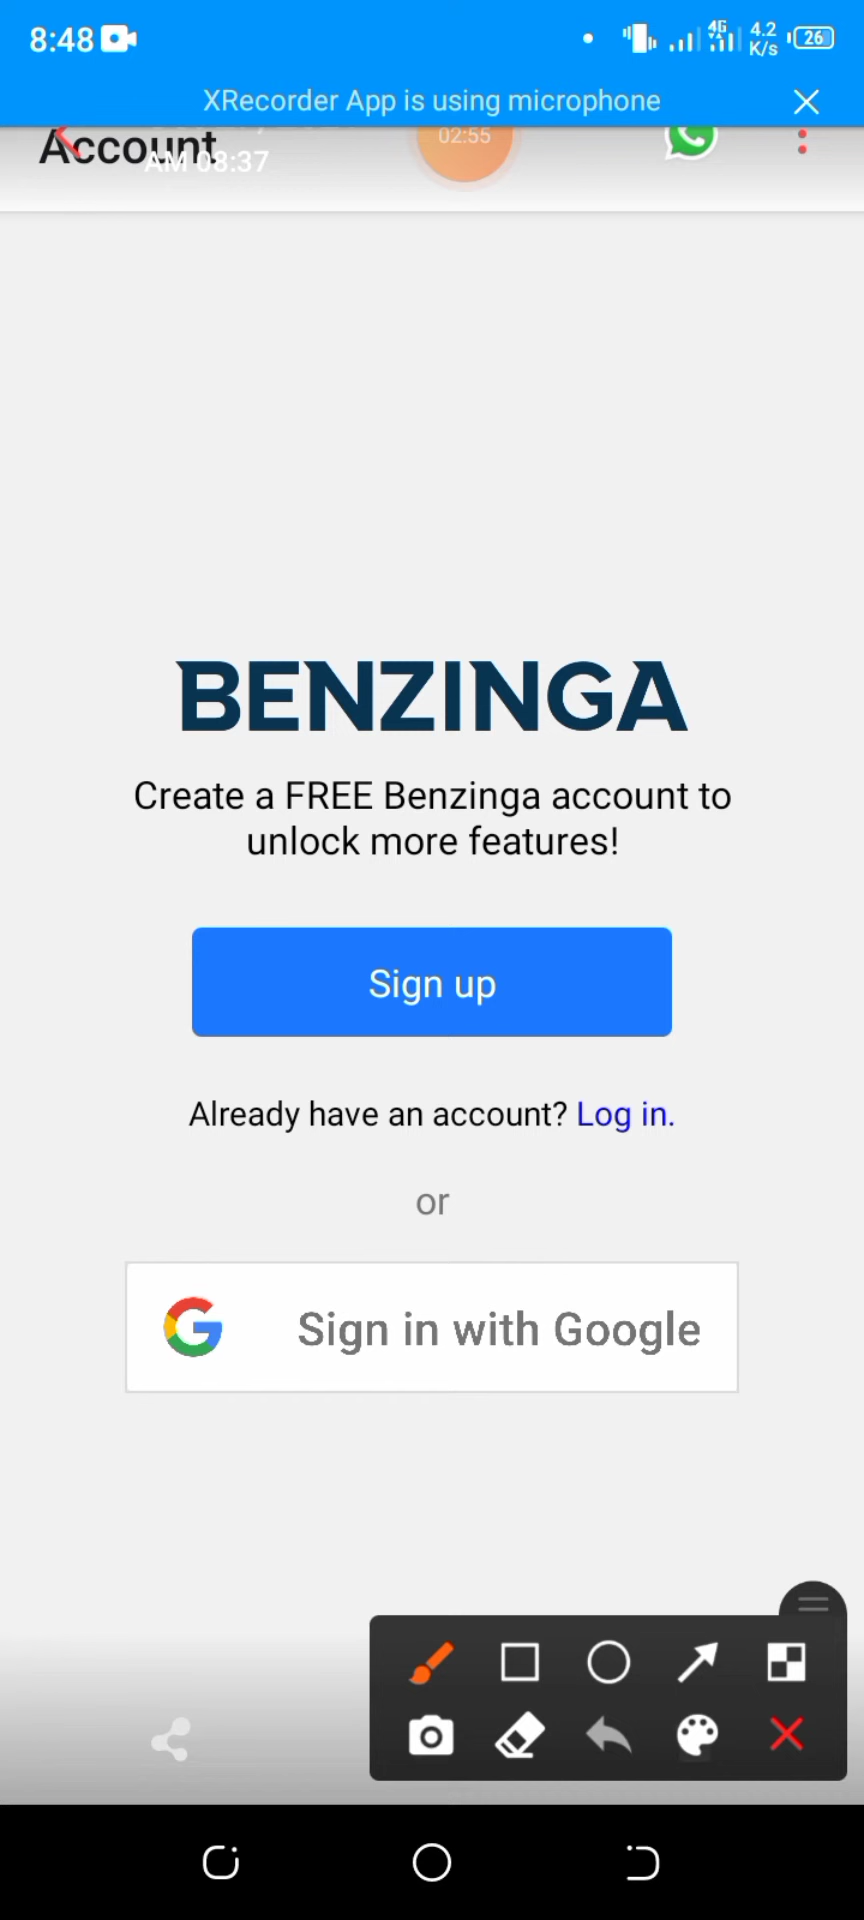 8:48
4G
4.2
K/s
26
XRecorder App is using microphone
Account
AM 08:37
02:55
BENZINGA
Create a FREE Benzinga account to
unlock more features!
Sign up
Already have an account? Log in.
or
Sign in with Google